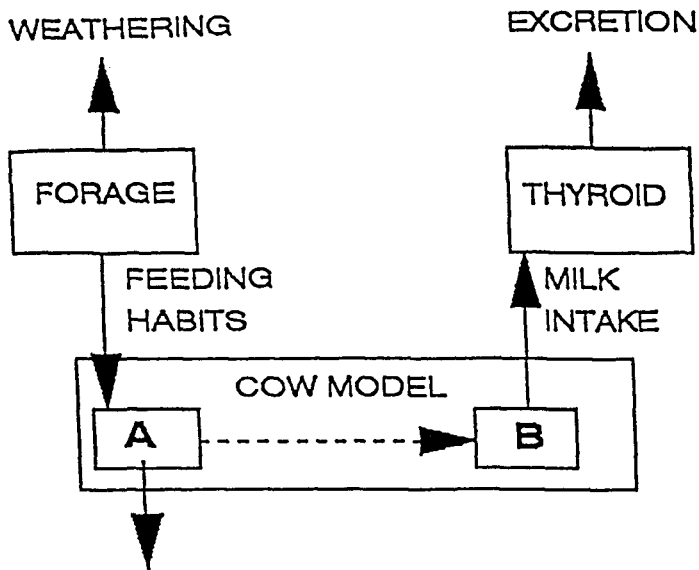 WEATHERING
EXCRETION
FORAGE
THYROID
FEEDING
HABITS
MILK
INTAKE
COW MODEL
A
B